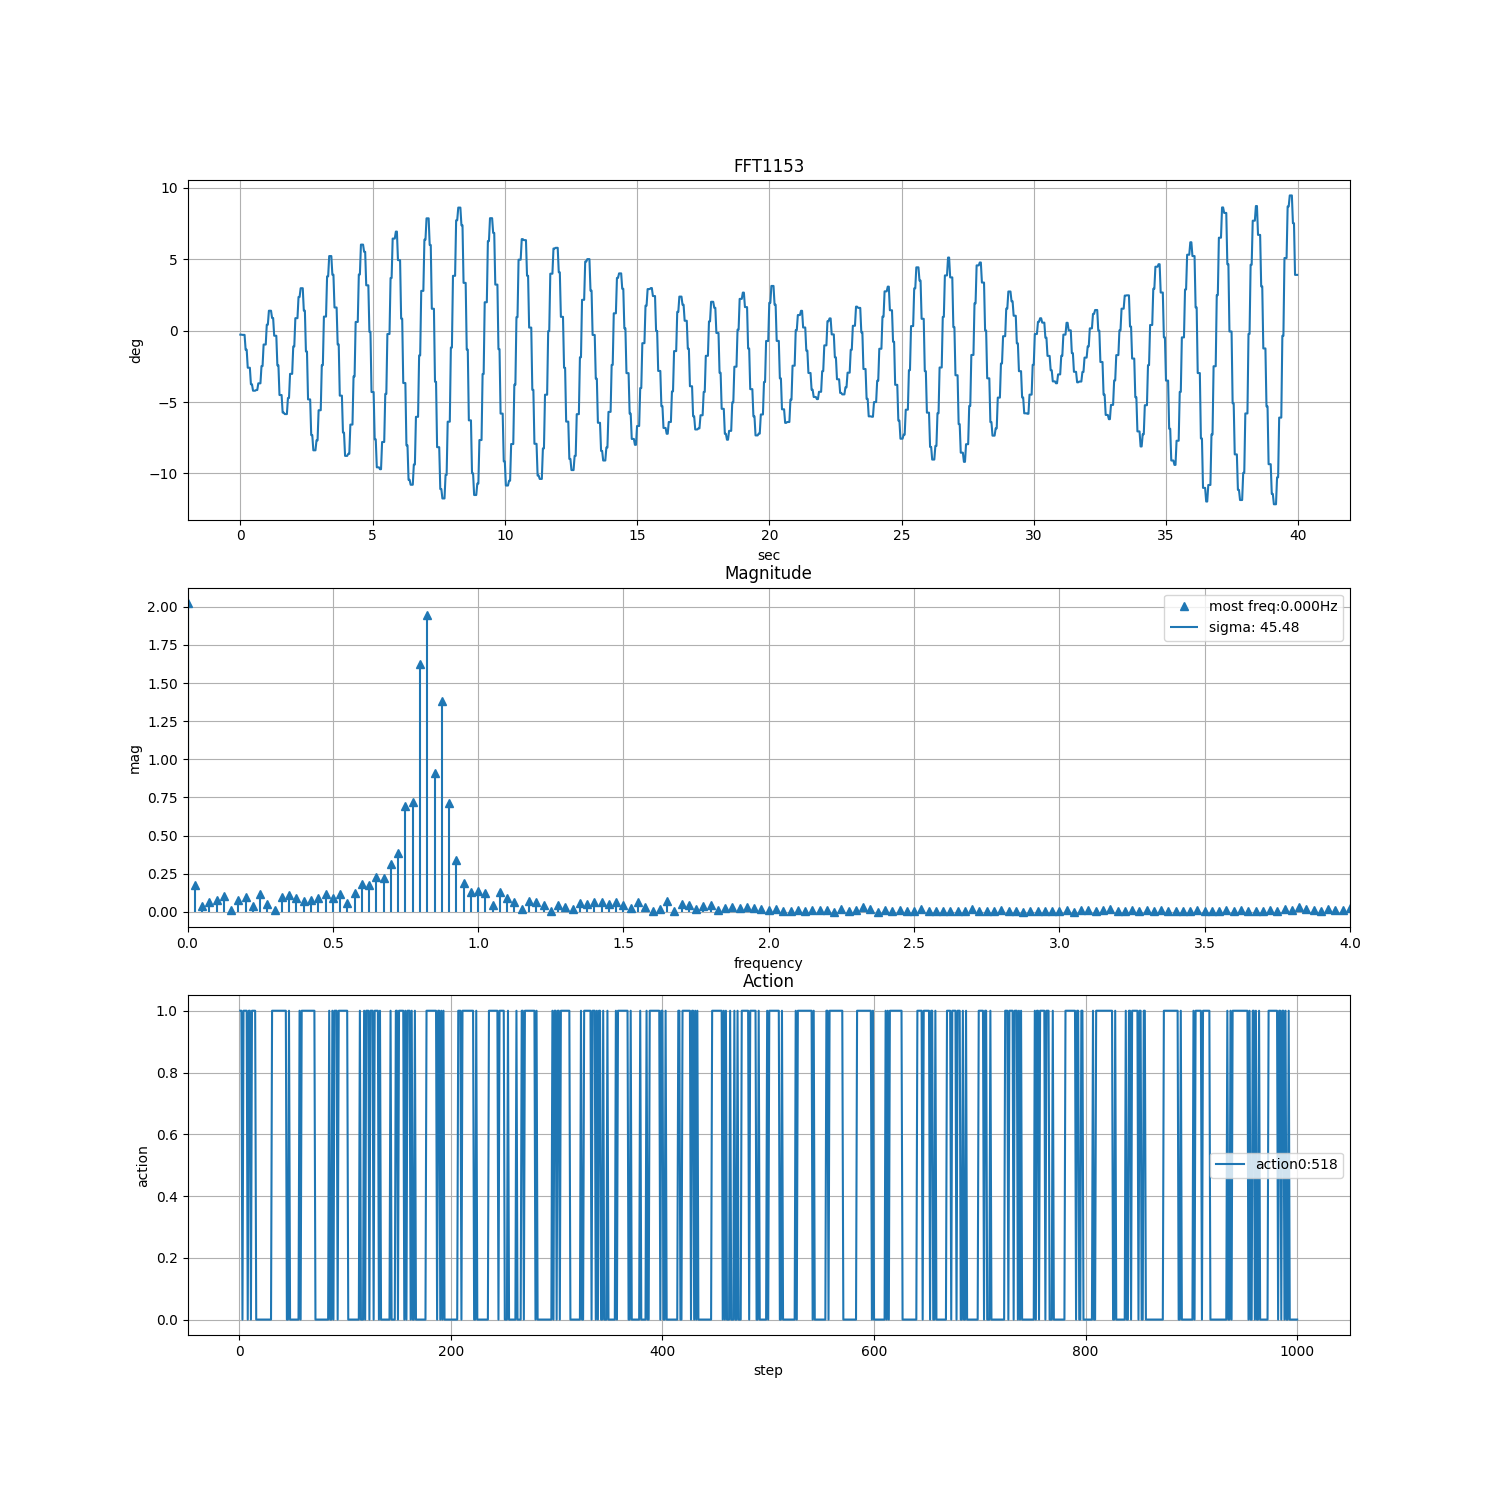 FFT1153
10
5
0
−5
−10
deg
0 5 10 15 20 25 30 35 40
sec
Magnitude
2.00
1.75
1.50
1.25
1.00
0.75
0.50
0.25
0.00
mag
most freq:0.000Hz
sigma: 45.48
0.0 0.5 1.0 1.5 2.0 2.5 3.0 3.5 4.0
frequency
Action
1.0
0.8
0.6
0.4
0.2
0.0
action
action0:518
0 200 400 600 800 1000
step